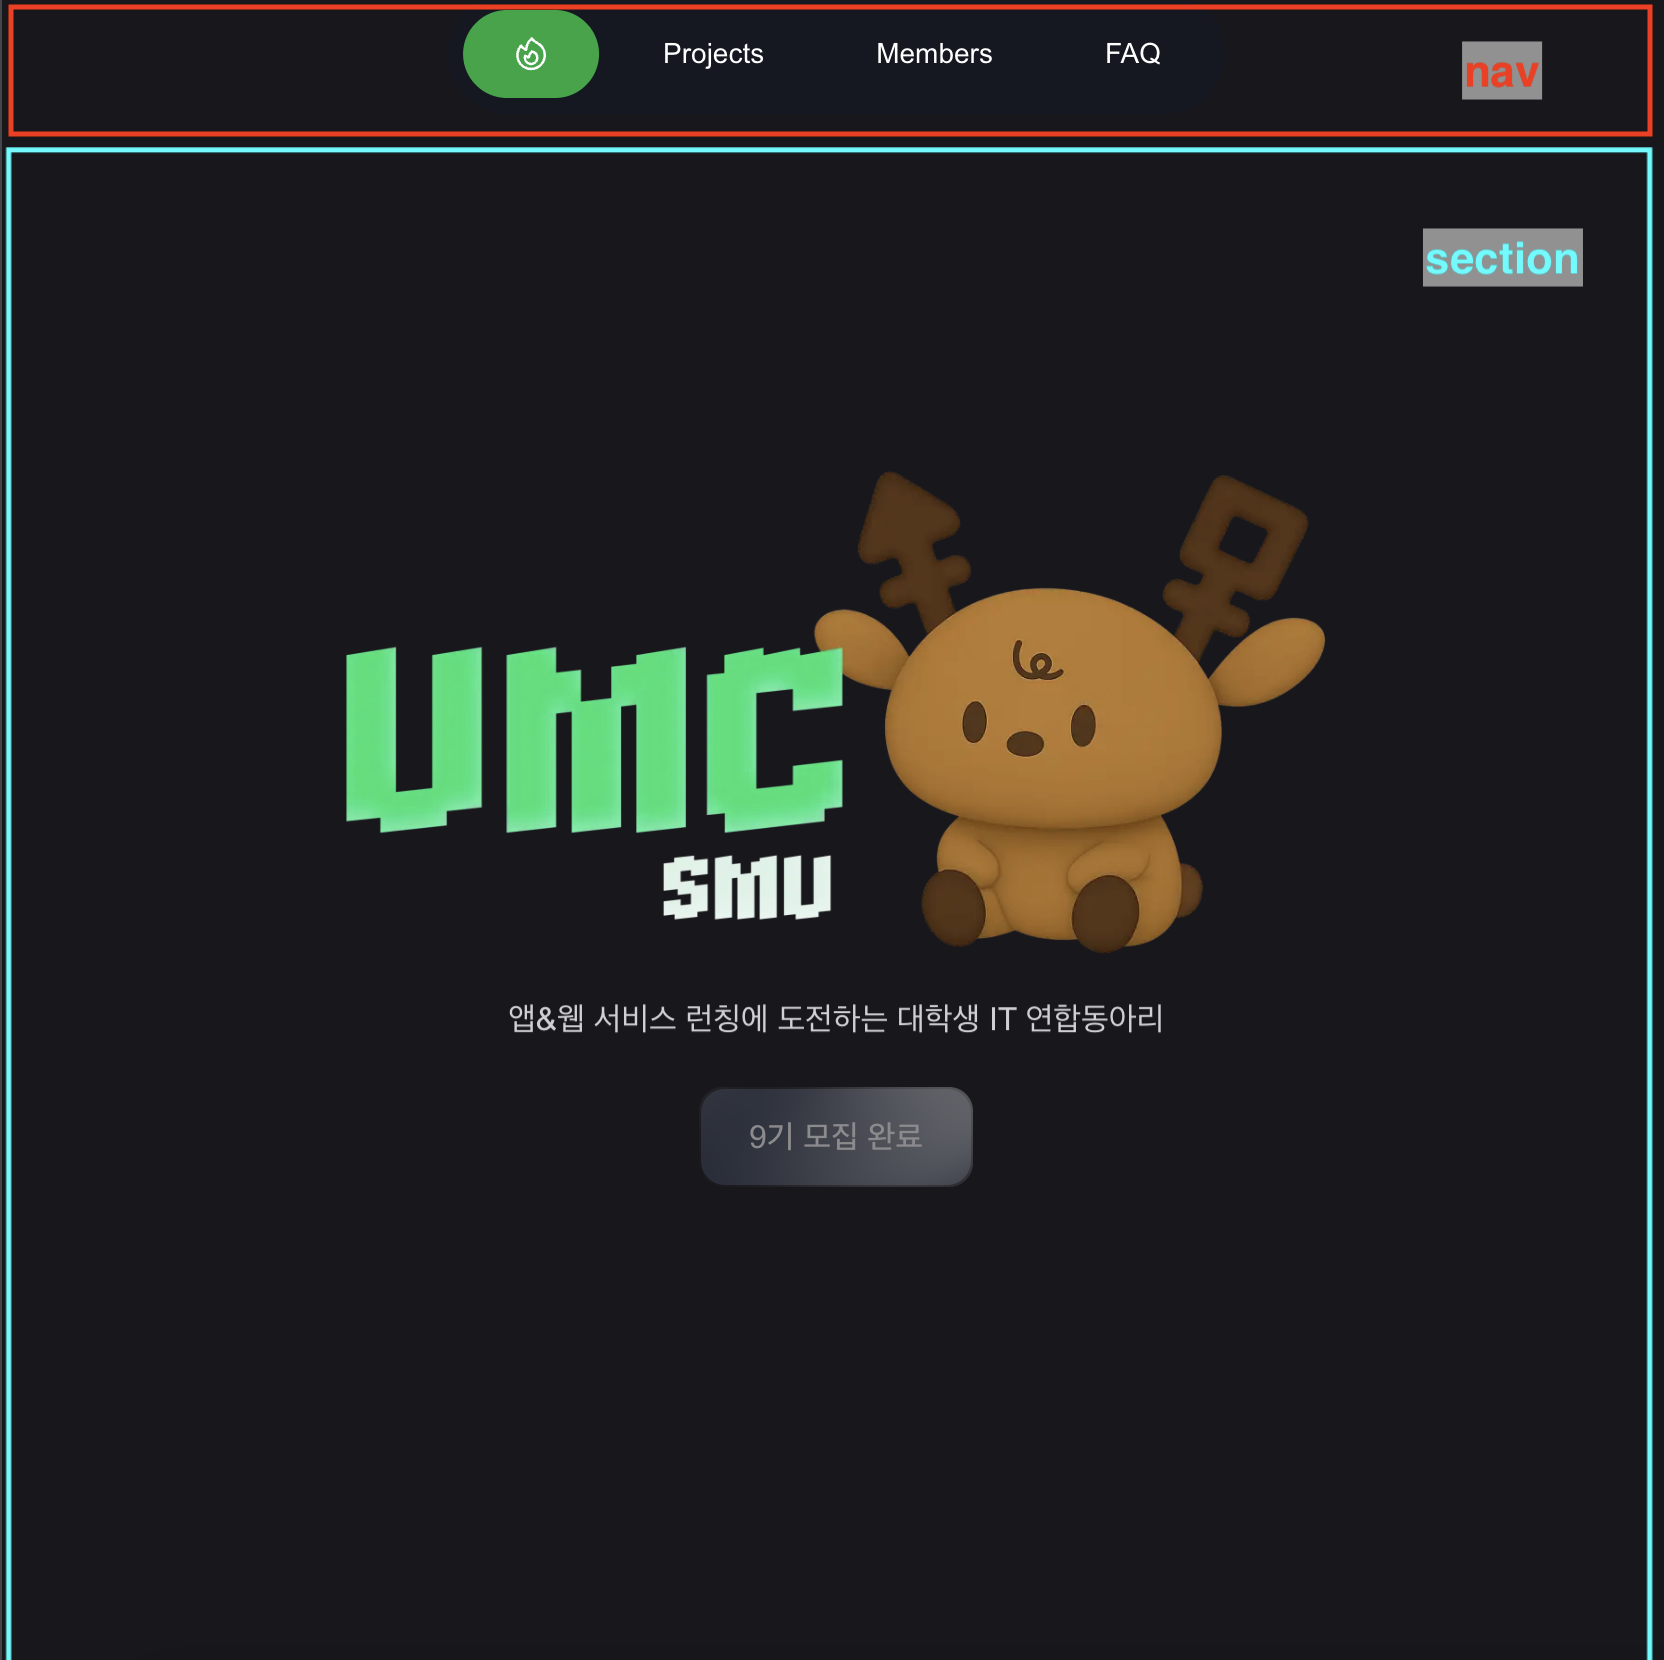 Projects Members FAQ
nav
section
UMC
SMU
앱&웹 서비스 런칭에 도전하는 대학생 IT 연합동아리
9기 모집 완료